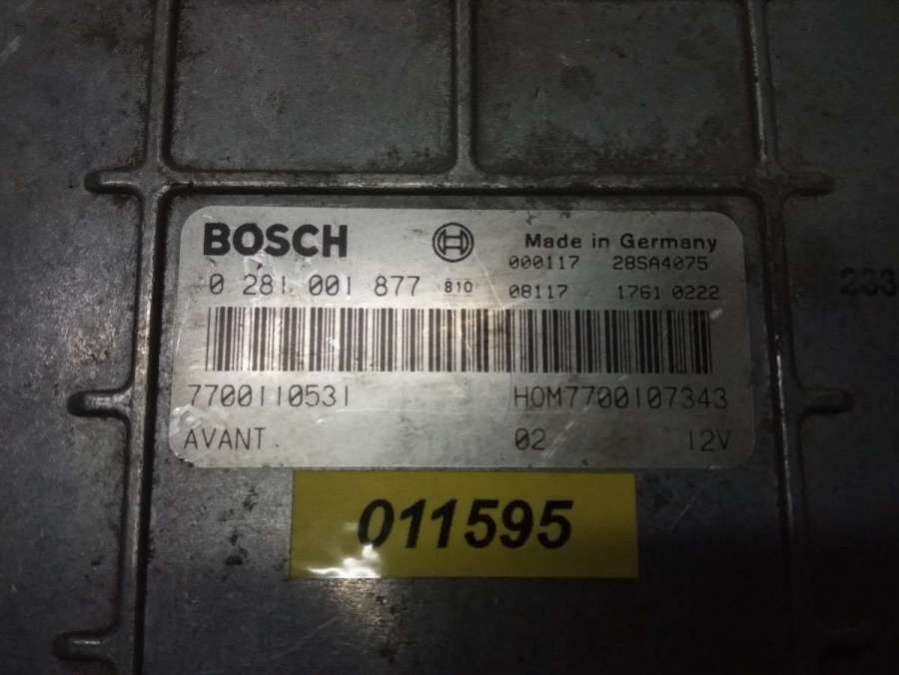 BOSCH
Made in Germany
000117 28SA4075
0 281 001 877 810
08117 1761 0222
7700110531
HOM7700107343
AVANT.
02
12V
011595